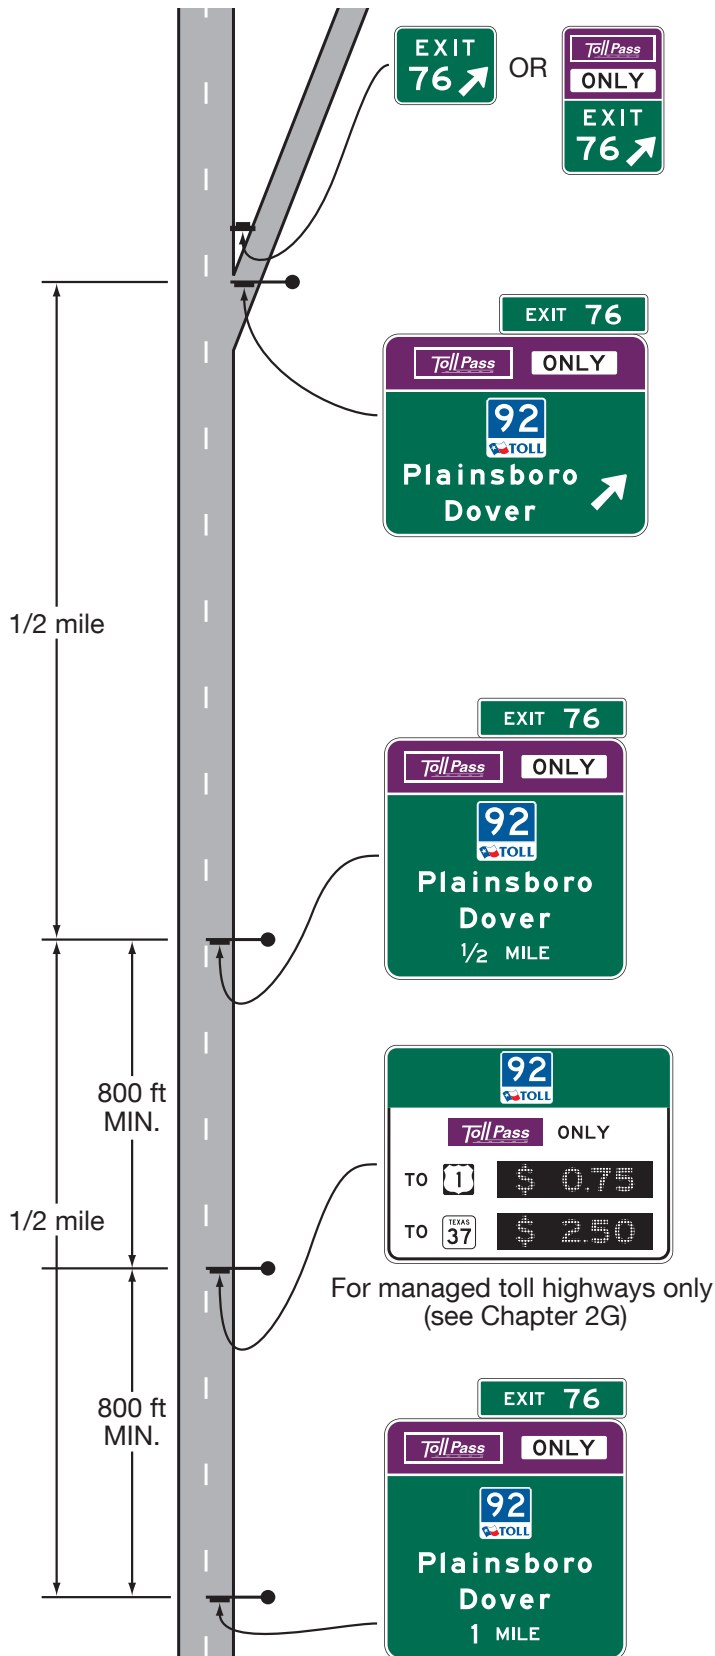 EXIT
76
OR
Toll Pass
ONLY
EXIT
76
EXIT 76
Toll Pass ONLY
92
TOLL
Plainsboro
Dover
1/2 mile
EXIT 76
Toll Pass ONLY
92
TOLL
Plainsboro
Dover
1/2 MILE
800 ft
MIN.
1/2 mile
92
TOLL
Toll Pass ONLY
TO 1 $ 0.75
TO TEXAS 37 $ 2.50
For managed toll highways only
(see Chapter 2G)
800 ft
MIN.
EXIT 76
Toll Pass ONLY
92
TOLL
Plainsboro
Dover
1 MILE